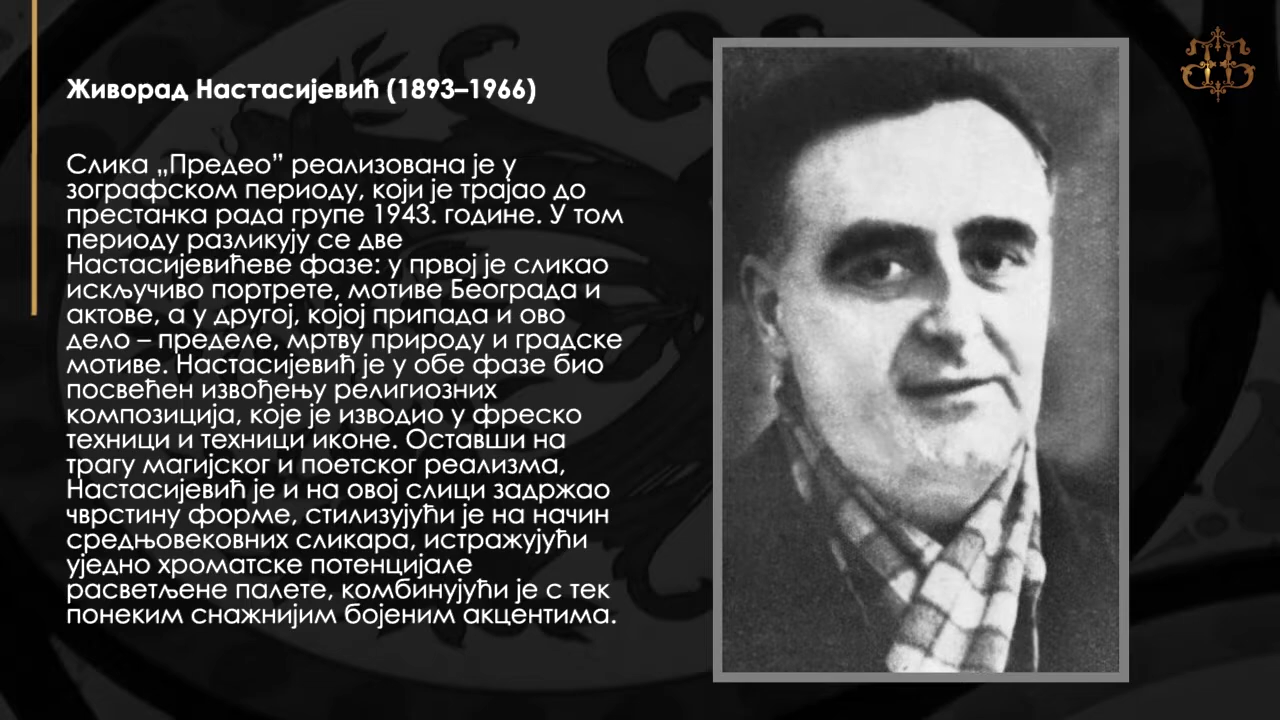 Живорад Настасијевић (1893–1966)
Слика „Предео” реализована је у
зографском периоду, који је трајао до
престанка рада групе 1943. године. У том
периоду разликују се две
Настасијевићеве фазе: у првој је сликао
искључиво портрете, мотиве Београда и
актове, а у другој, којој припада и ово
дело – пределе, мртву природу и градске
мотиве. Настасијевић је у обе фазе био
посвећен извођењу религиозних
композиција, које је изводио у фреско
техници и техници иконе. Оставши на
трагу магијског и поетског реализма,
Настасијевић је и на овој слици задржао
чврстину форме, стилизујући је на начин
средњовековних сликара, истражујући
уједно хроматске потенцијале
расветљене палете, комбинујући је с тек
понеким снажнијим бојеним акцентима.